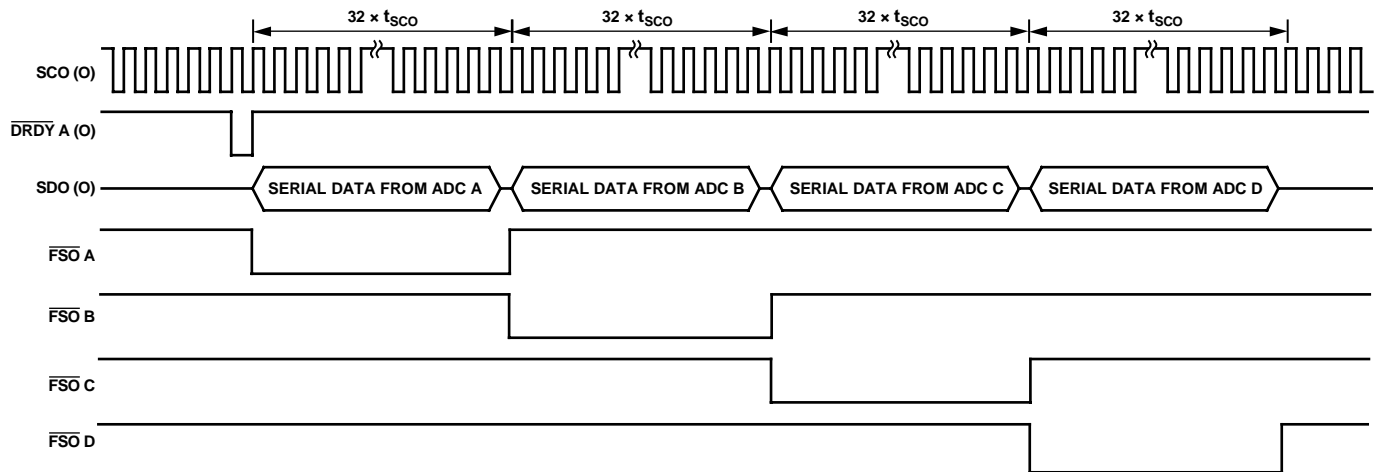 32 × tSCO 32 × tSCO 32 × tSCO 32 × tSCO
SCO (O)
DRDY A (O)
SDO (O) SERIAL DATA FROM ADC A SERIAL DATA FROM ADC B SERIAL DATA FROM ADC C SERIAL DATA FROM ADC D
FSO A
FSO B
FSO C
FSO D